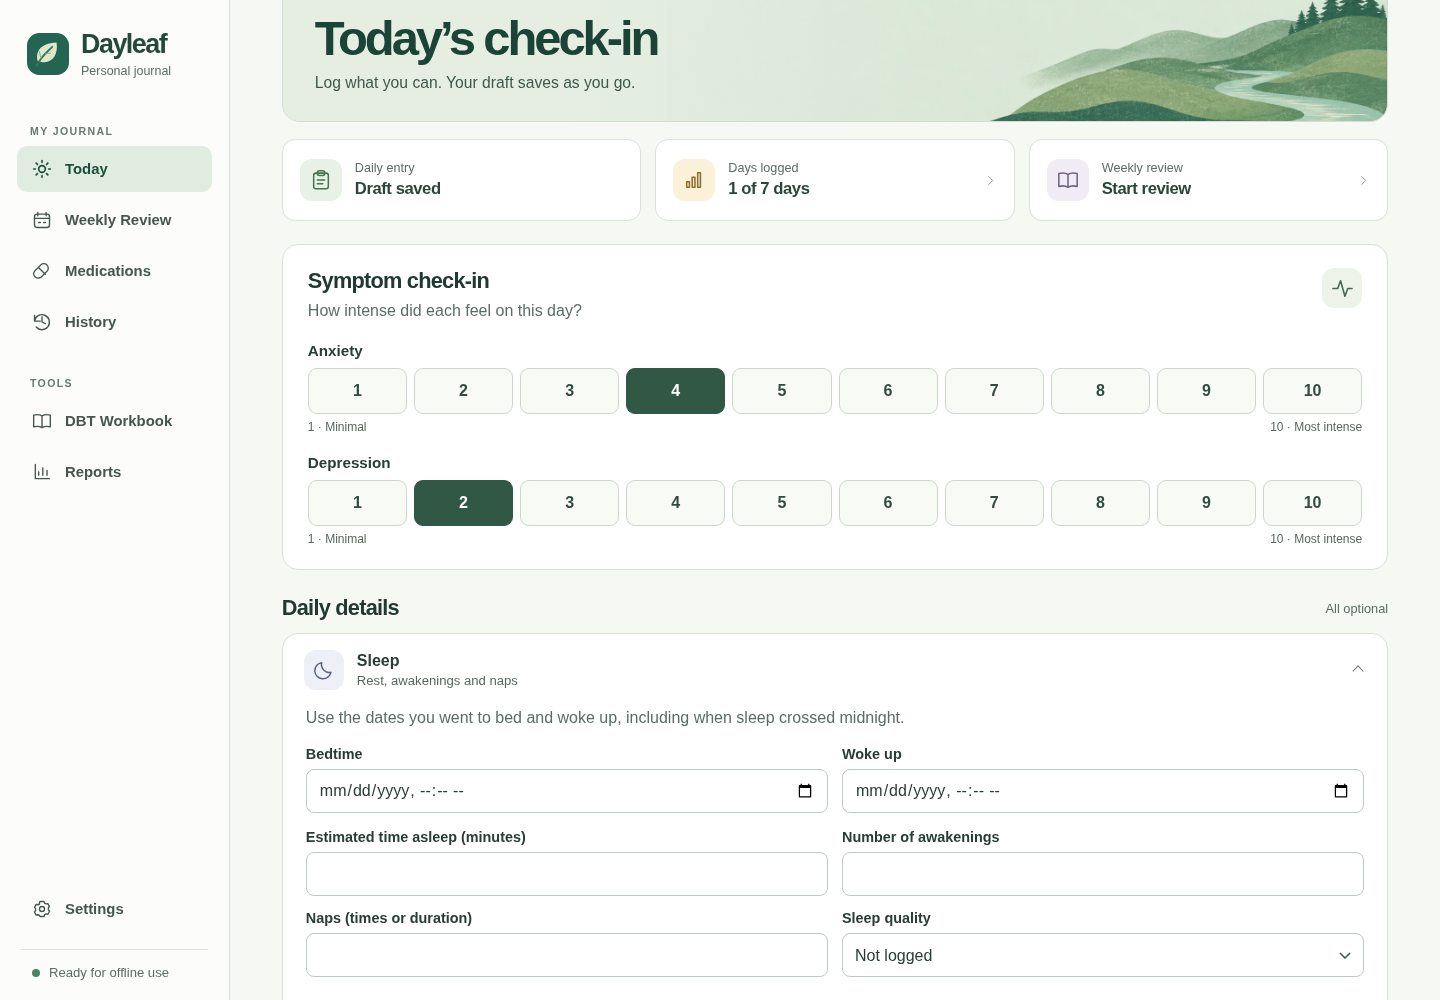 Dayleaf
Personal journal
MY JOURNAL
Today
Weekly Review
Medications
History
TOOLS
DBT Workbook
Reports
Settings
Ready for offline use
Today’s check-in
Log what you can. Your draft saves as you go.
Daily entry
Draft saved
Days logged
1 of 7 days
Weekly review
Start review
Symptom check-in
How intense did each feel on this day?
Anxiety
1 2 3 4 5 6 7 8 9 10
1 · Minimal 10 · Most intense
Depression
1 2 3 4 5 6 7 8 9 10
1 · Minimal 10 · Most intense
Daily details All optional
Sleep
Rest, awakenings and naps
Use the dates you went to bed and woke up, including when sleep crossed midnight.
Bedtime Woke up
mm/dd/yyyy, --:-- -- mm/dd/yyyy, --:-- --
Estimated time asleep (minutes) Number of awakenings
Naps (times or duration) Sleep quality
Not logged